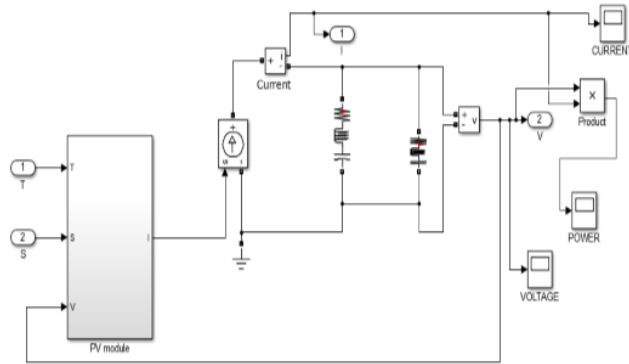 1
I
CURRENT
+
i
-
Current
+
-
v
2
V
×
Product
+
s
-
1
T
2
S
T
S
V
I
PV module
POWER
VOLTAGE